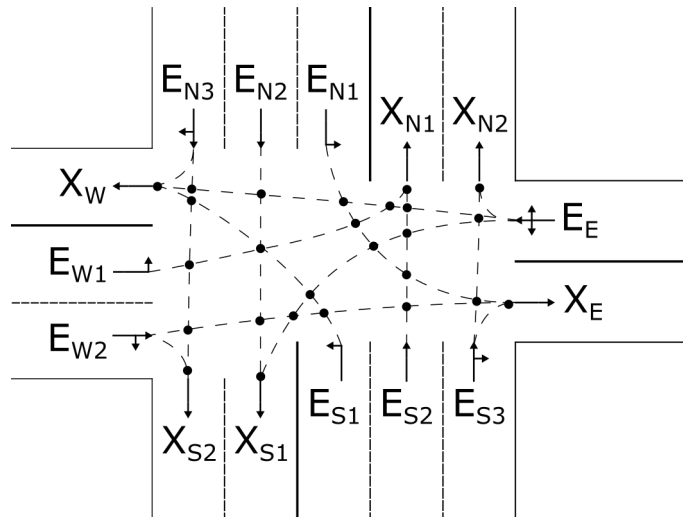 E_N3 E_N2 E_N1
X_N1 X_N2
X_W
E_E
E_W1
X_E
E_W2
E_S1 E_S2 E_S3
X_S2 X_S1